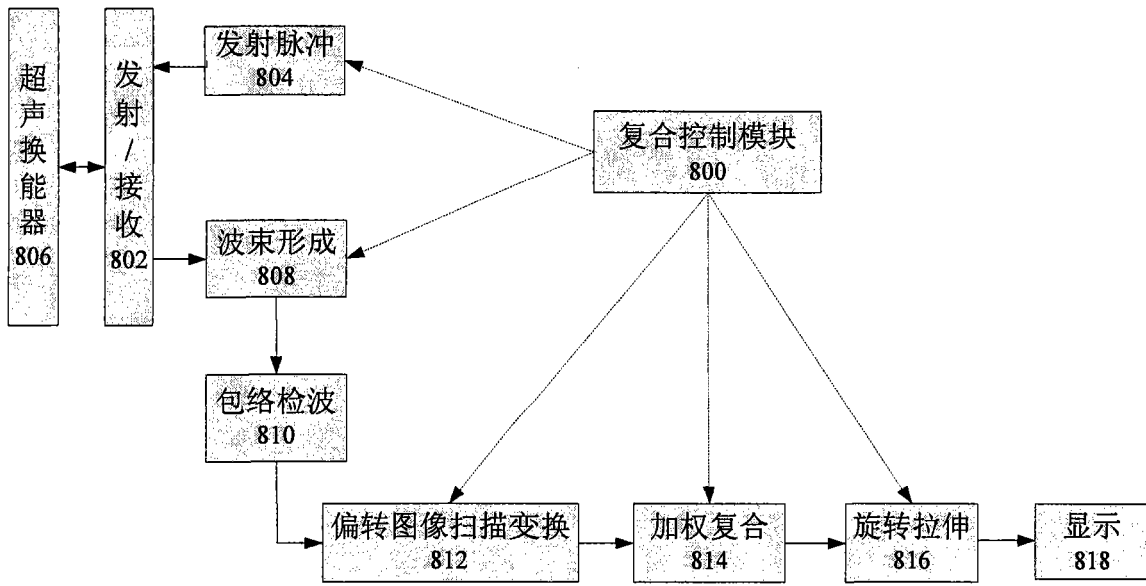 超声换能器
806
发射/接收
802
发射脉冲
804
复合控制模块
800
波束形成
808
包络检波
810
偏转图像扫描变换
812
加权复合
814
旋转拉伸
816
显示
818